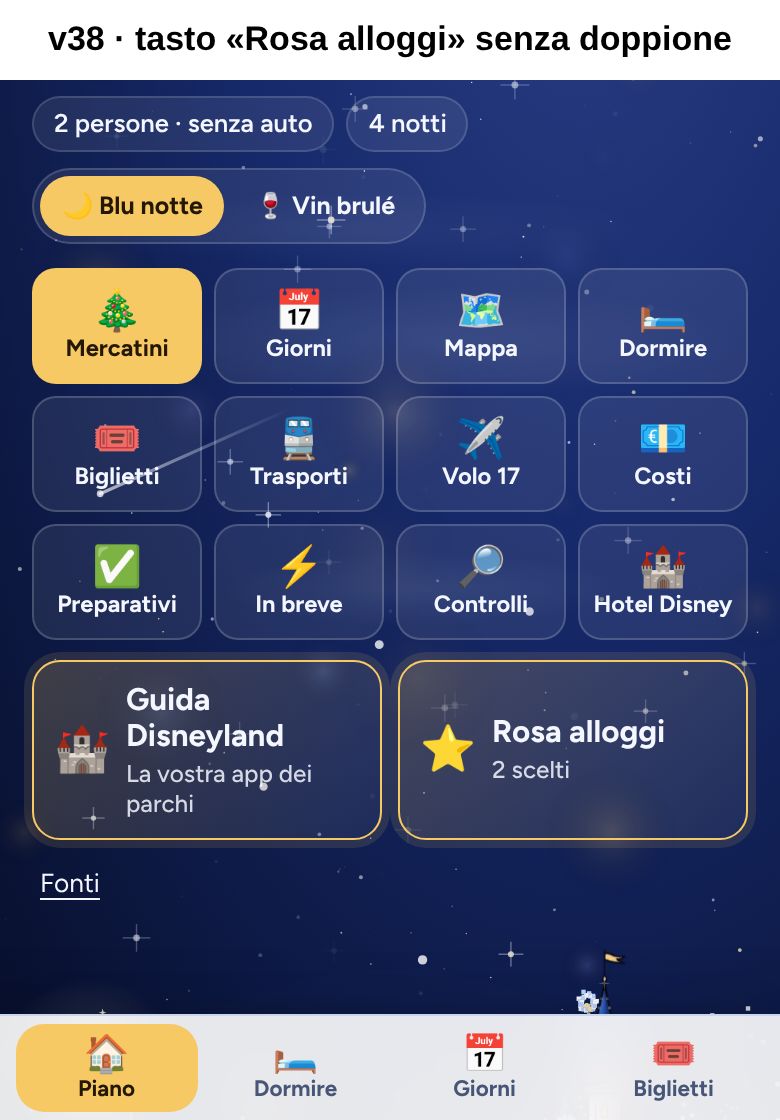 v38 · tasto «Rosa alloggi» senza doppione
2 persone · senza auto
4 notti
Blu notte
Vin brulé
Mercatini
July
17
Giorni
Mappa
Dormire
Biglietti
Trasporti
Volo 17
Costi
Preparativi
In breve
Controlli
Hotel Disney
Guida
Disneyland
La vostra app dei
parchi
Rosa alloggi
2 scelti
Fonti
Piano
Dormire
July
17
Giorni
Biglietti